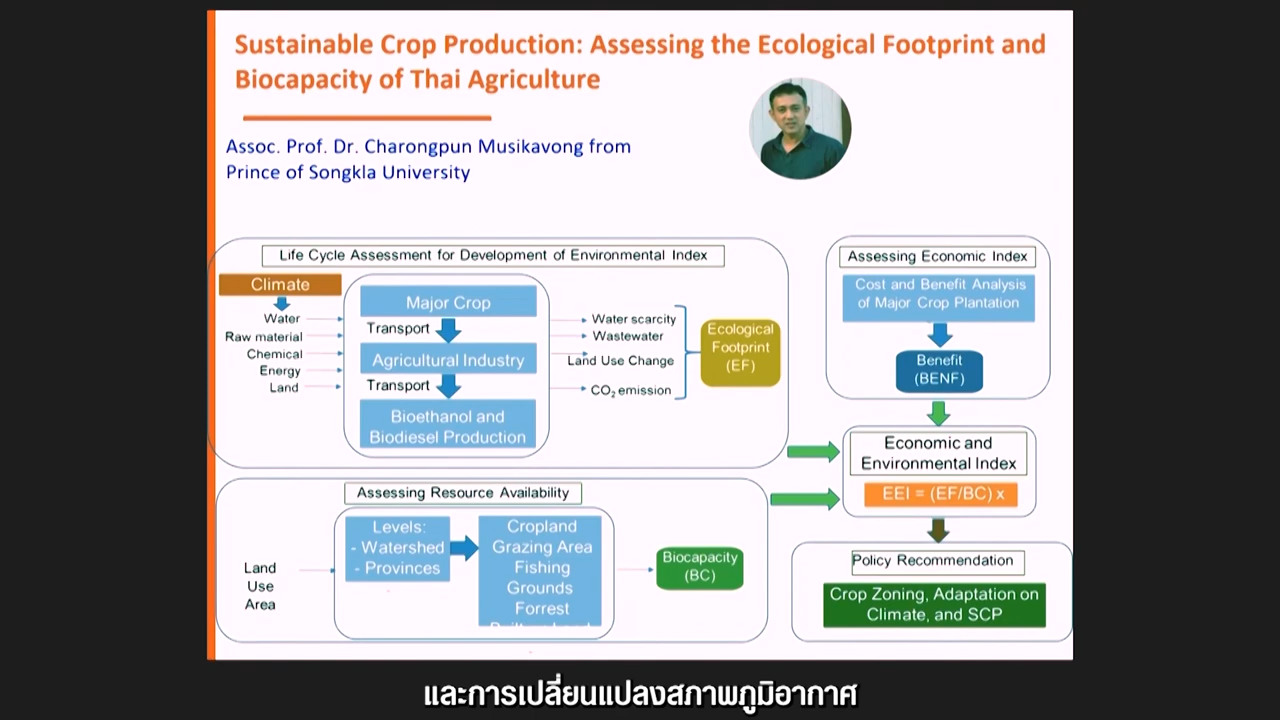 Sustainable Crop Production: Assessing the Ecological Footprint and
Biocapacity of Thai Agriculture
Assoc. Prof. Dr. Charongpun Musikavong from
Prince of Songkla University
Life Cycle Assessment for Development of Environmental Index
Climate
Water
Raw material
Chemical
Energy
Land
Major Crop
Transport
Agricultural Industry
Transport
Bioethanol and
Biodiesel Production
Water scarcity
Wastewater
Land Use Change
CO2 emission
Ecological
Footprint
(EF)
Assessing Economic Index
Cost and Benefit Analysis
of Major Crop Plantation
Benefit
(BENF)
Economic and
Environmental Index
EEI = (EF/BC) x
Assessing Resource Availability
Land
Use
Area
Levels:
- Watershed
- Provinces
Cropland
Grazing Area
Fishing
Grounds
Forrest
Biocapacity
(BC)
Policy Recommendation
Crop Zoning, Adaptation on
Climate, and SCP
และการเปลี่ยนแปลงสภาพภูมิอากาศ